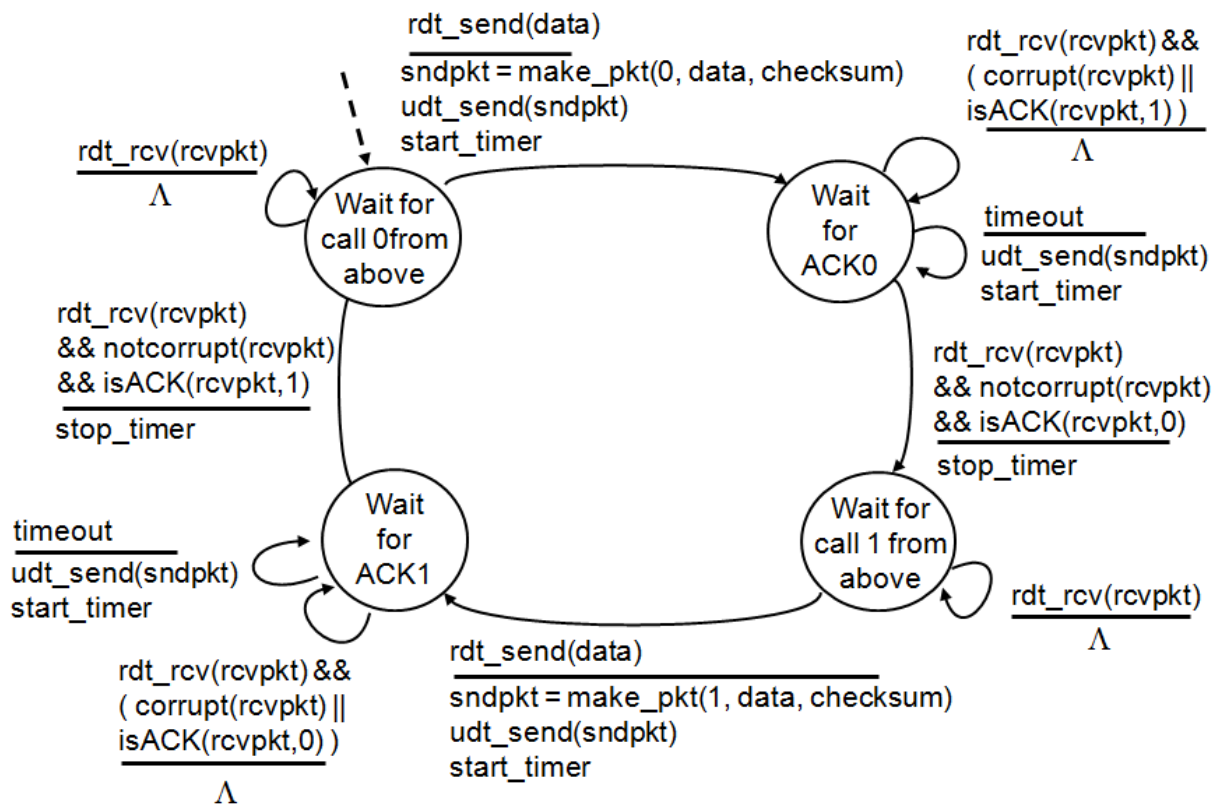 rdt_send(data)
sndpkt = make_pkt(0, data, checksum)
udt_send(sndpkt)
start_timer
rdt_rcv(rcvpkt) &&
( corrupt(rcvpkt) ||
isACK(rcvpkt,1) )
Λ
rdt_rcv(rcvpkt)
Λ
Wait for
call 0from
above
Wait
for
ACK0
timeout
udt_send(sndpkt)
start_timer
rdt_rcv(rcvpkt)
&& notcorrupt(rcvpkt)
&& isACK(rcvpkt,1)
stop_timer
rdt_rcv(rcvpkt)
&& notcorrupt(rcvpkt)
&& isACK(rcvpkt,0)
stop_timer
Wait
for
ACK1
Wait for
call 1 from
above
timeout
udt_send(sndpkt)
start_timer
rdt_rcv(rcvpkt)
Λ
rdt_rcv(rcvpkt) &&
( corrupt(rcvpkt) ||
isACK(rcvpkt,0) )
Λ
rdt_send(data)
sndpkt = make_pkt(1, data, checksum)
udt_send(sndpkt)
start_timer